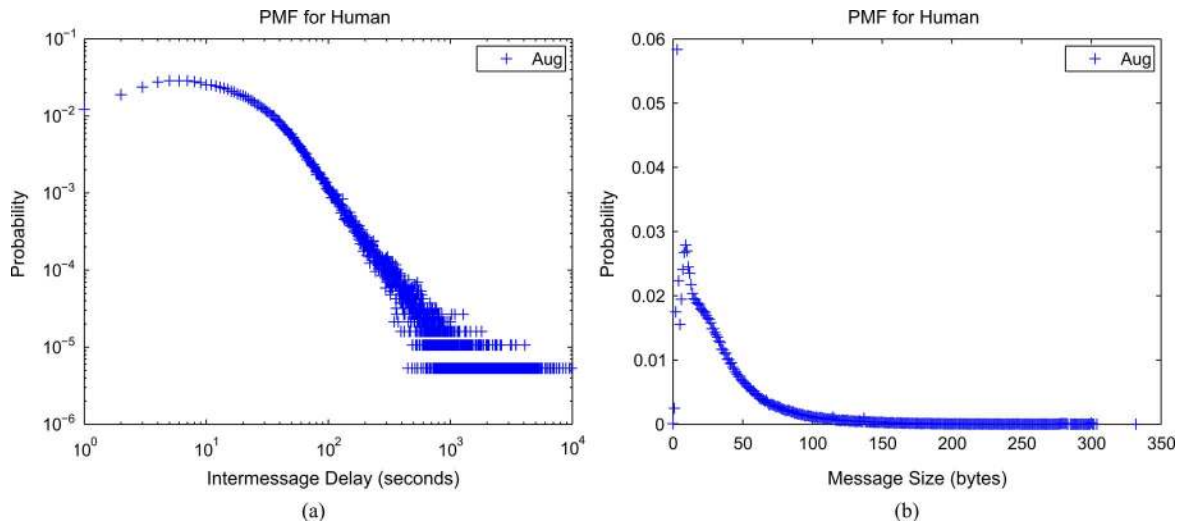 PMF for Human
10^-1
10^-2
10^-3
10^-4
10^-5
10^-6
Probability
Aug
10^0 10^1 10^2 10^3 10^4
Intermessage Delay (seconds)
(a)
PMF for Human
0.06
0.05
0.04
0.03
0.02
0.01
0
Probability
Aug
0 50 100 150 200 250 300 350
Message Size (bytes)
(b)